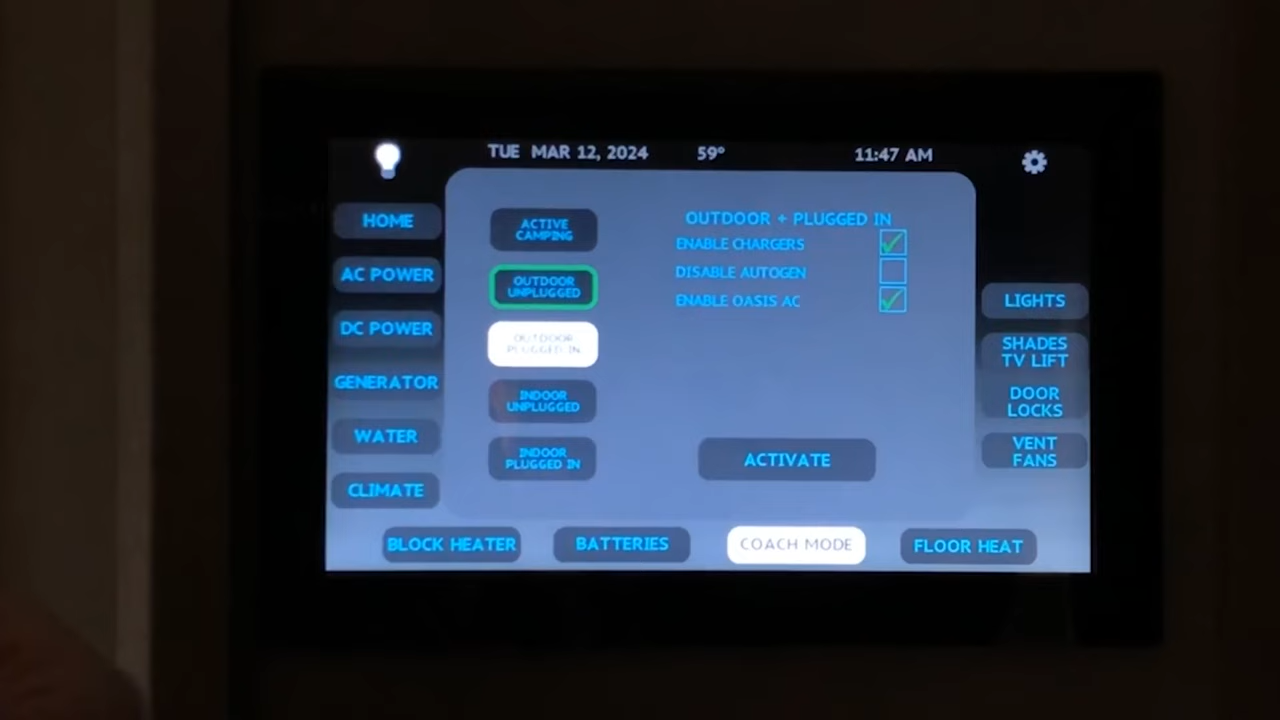 TUE MAR 12, 2024 59° 11:47 AM
HOME
AC POWER
DC POWER
GENERATOR
WATER
CLIMATE
ACTIVE
CAMPING
OUTDOOR
UNPLUGGED
OUTDOOR
PLUGGED IN
INDOOR
UNPLUGGED
INDOOR
PLUGGED IN
OUTDOOR + PLUGGED IN
ENABLE CHARGERS
DISABLE AUTOGEN
ENABLE OASIS AC
ACTIVATE
LIGHTS
SHADES
TV LIFT
DOOR
LOCKS
VENT
FANS
BLOCK HEATER
BATTERIES
COACH MODE
FLOOR HEAT